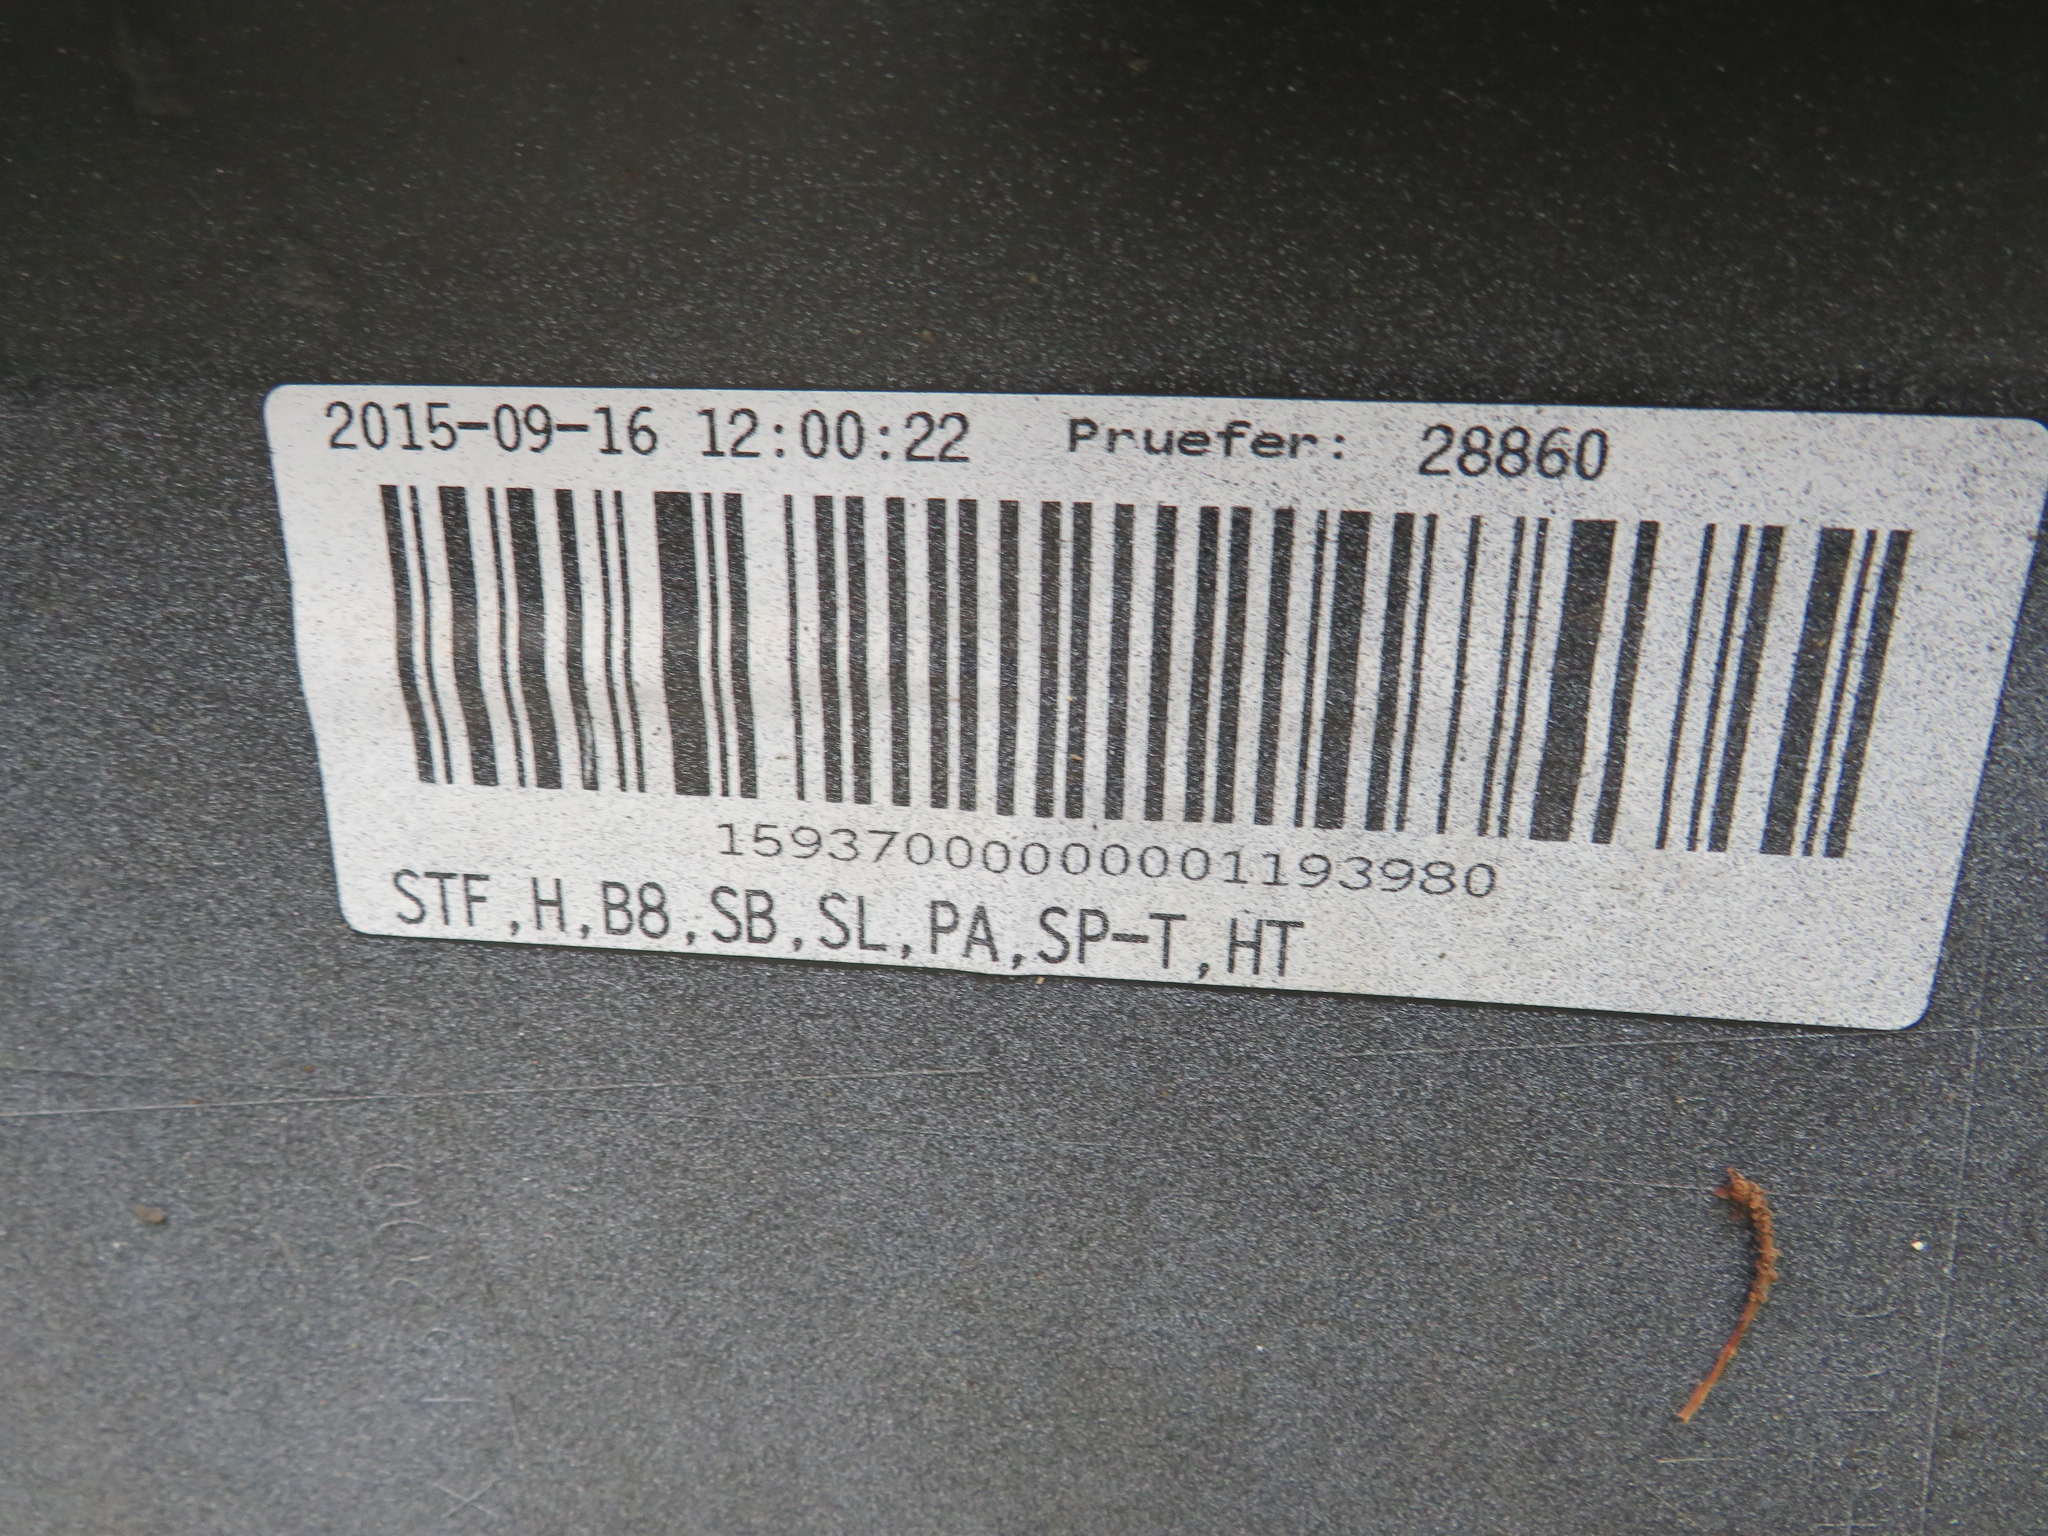 2015-09-16 12:00:22 Pruefer: 28860
15937000000001193980
STF,H,B8,SB,SL,PA,SP-T,HT